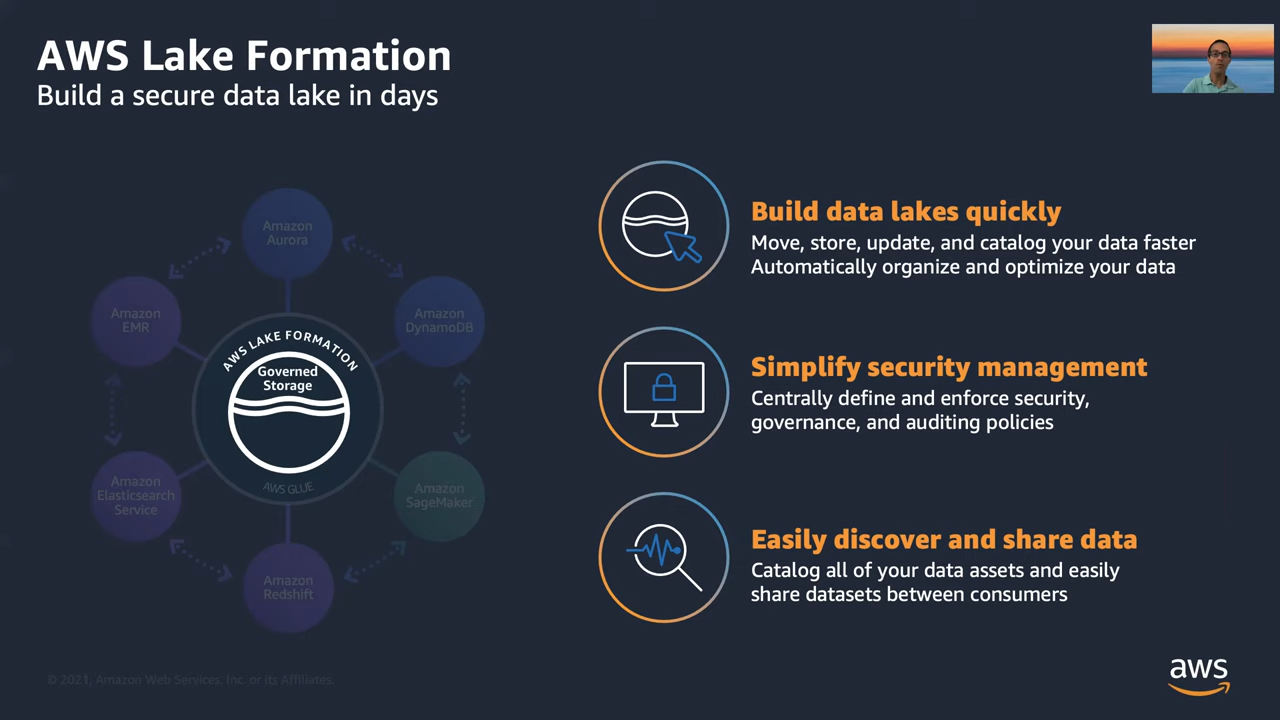 AWS Lake Formation
Build a secure data lake in days
Amazon
Aurora
Amazon
EMR
Amazon
DynamoDB
AWS LAKE FORMATION
Governed
Storage
AWS GLUE
Amazon
Elasticsearch
Service
Amazon
SageMaker
Amazon
Redshift
Build data lakes quickly
Move, store, update, and catalog your data faster
Automatically organize and optimize your data
Simplify security management
Centrally define and enforce security,
governance, and auditing policies
Easily discover and share data
Catalog all of your data assets and easily
share datasets between consumers
© 2021, Amazon Web Services, Inc. or its Affiliates.
aws